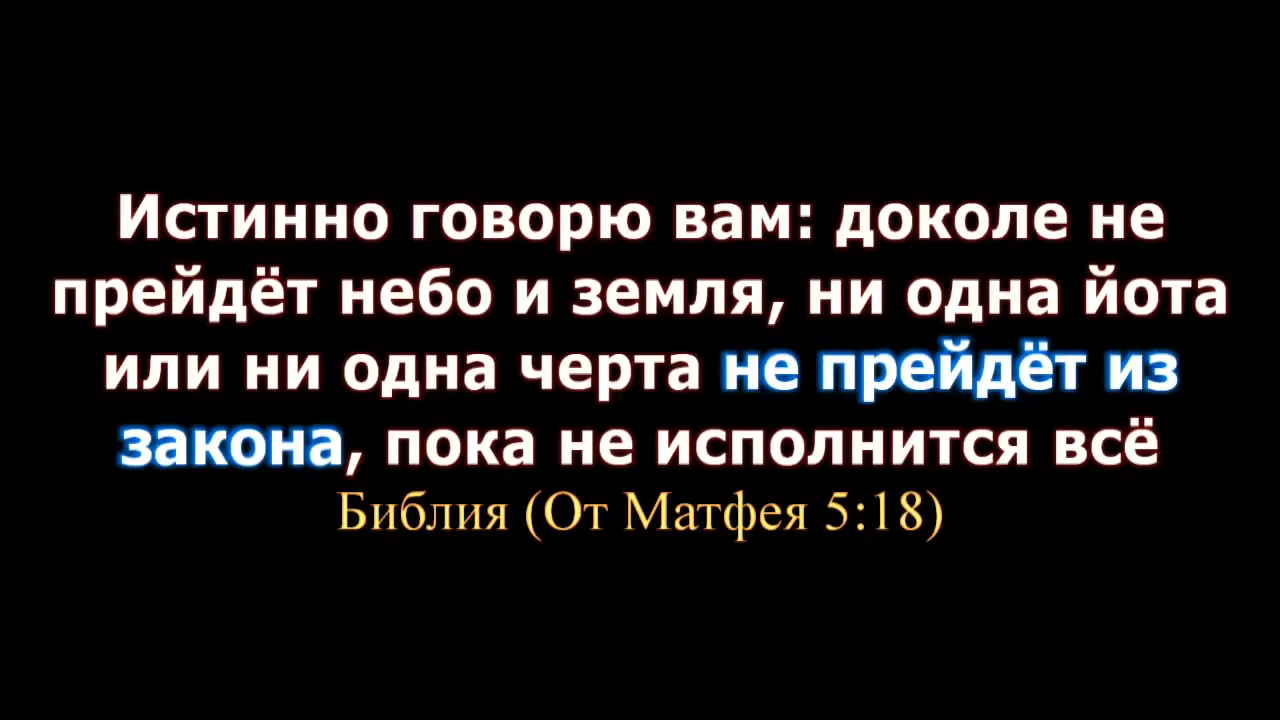 Истинно говорю вам: доколе не
прейдёт небо и земля, ни одна йота
или ни одна черта не прейдёт из
закона, пока не исполнится всё
Библия (От Матфея 5:18)